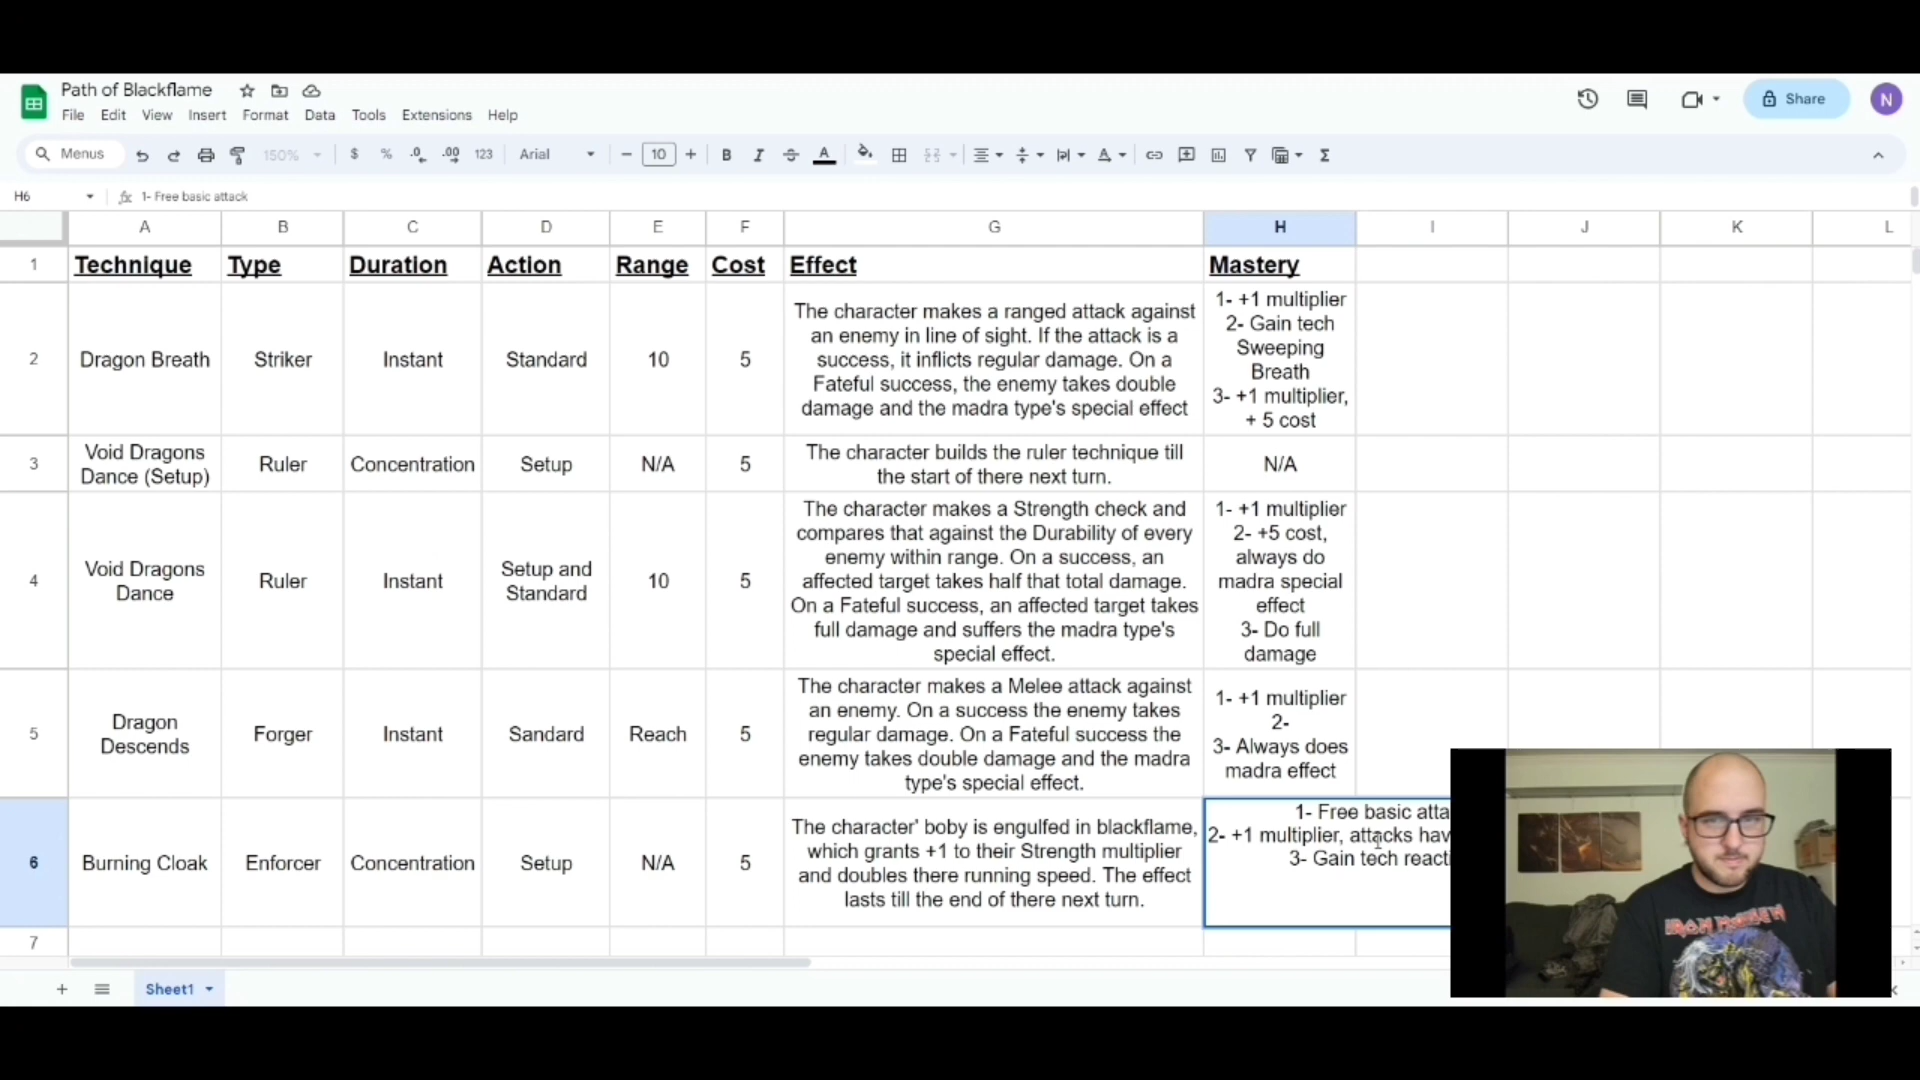 Path of Blackflame
File Edit View Insert Format Data Tools Extensions Help
Share
N
Menus
150%
$ % .0 .00 123
Arial
− 10 +
B I A
H6
fx 1- Free basic attack
A B C D E F G H I J K L
1 Technique Type Duration Action Range Cost Effect Mastery
2
Dragon Breath
Striker
Instant
Standard
10
5
The character makes a ranged attack against
an enemy in line of sight. If the attack is a
success, it inflicts regular damage. On a
Fateful success, the enemy takes double
damage and the madra type's special effect
1- +1 multiplier
2- Gain tech
Sweeping
Breath
3- +1 multiplier,
+ 5 cost
3
Void Dragons
Dance (Setup)
Ruler
Concentration
Setup
N/A
5
The character builds the ruler technique till
the start of there next turn.
N/A
4
Void Dragons
Dance
Ruler
Instant
Setup and
Standard
10
5
The character makes a Strength check and
compares that against the Durability of every
enemy within range. On a success, an
affected target takes half that total damage.
On a Fateful success, an affected target takes
full damage and suffers the madra type's
special effect.
1- +1 multiplier
2- +5 cost,
always do
madra special
effect
3- Do full
damage
5
Dragon
Descends
Forger
Instant
Sandard
Reach
5
The character makes a Melee attack against
an enemy. On a success the enemy takes
regular damage. On a Fateful success the
enemy takes double damage and the madra
type's special effect.
1- +1 multiplier
2-
3- Always does
madra effect
6
Burning Cloak
Enforcer
Concentration
Setup
N/A
5
The character' boby is engulfed in blackflame,
which grants +1 to their Strength multiplier
and doubles there running speed. The effect
lasts till the end of there next turn.
1- Free basic atta
2- +1 multiplier, attacks hav
3- Gain tech reacti
7
Sheet1
IRON MAIDEN